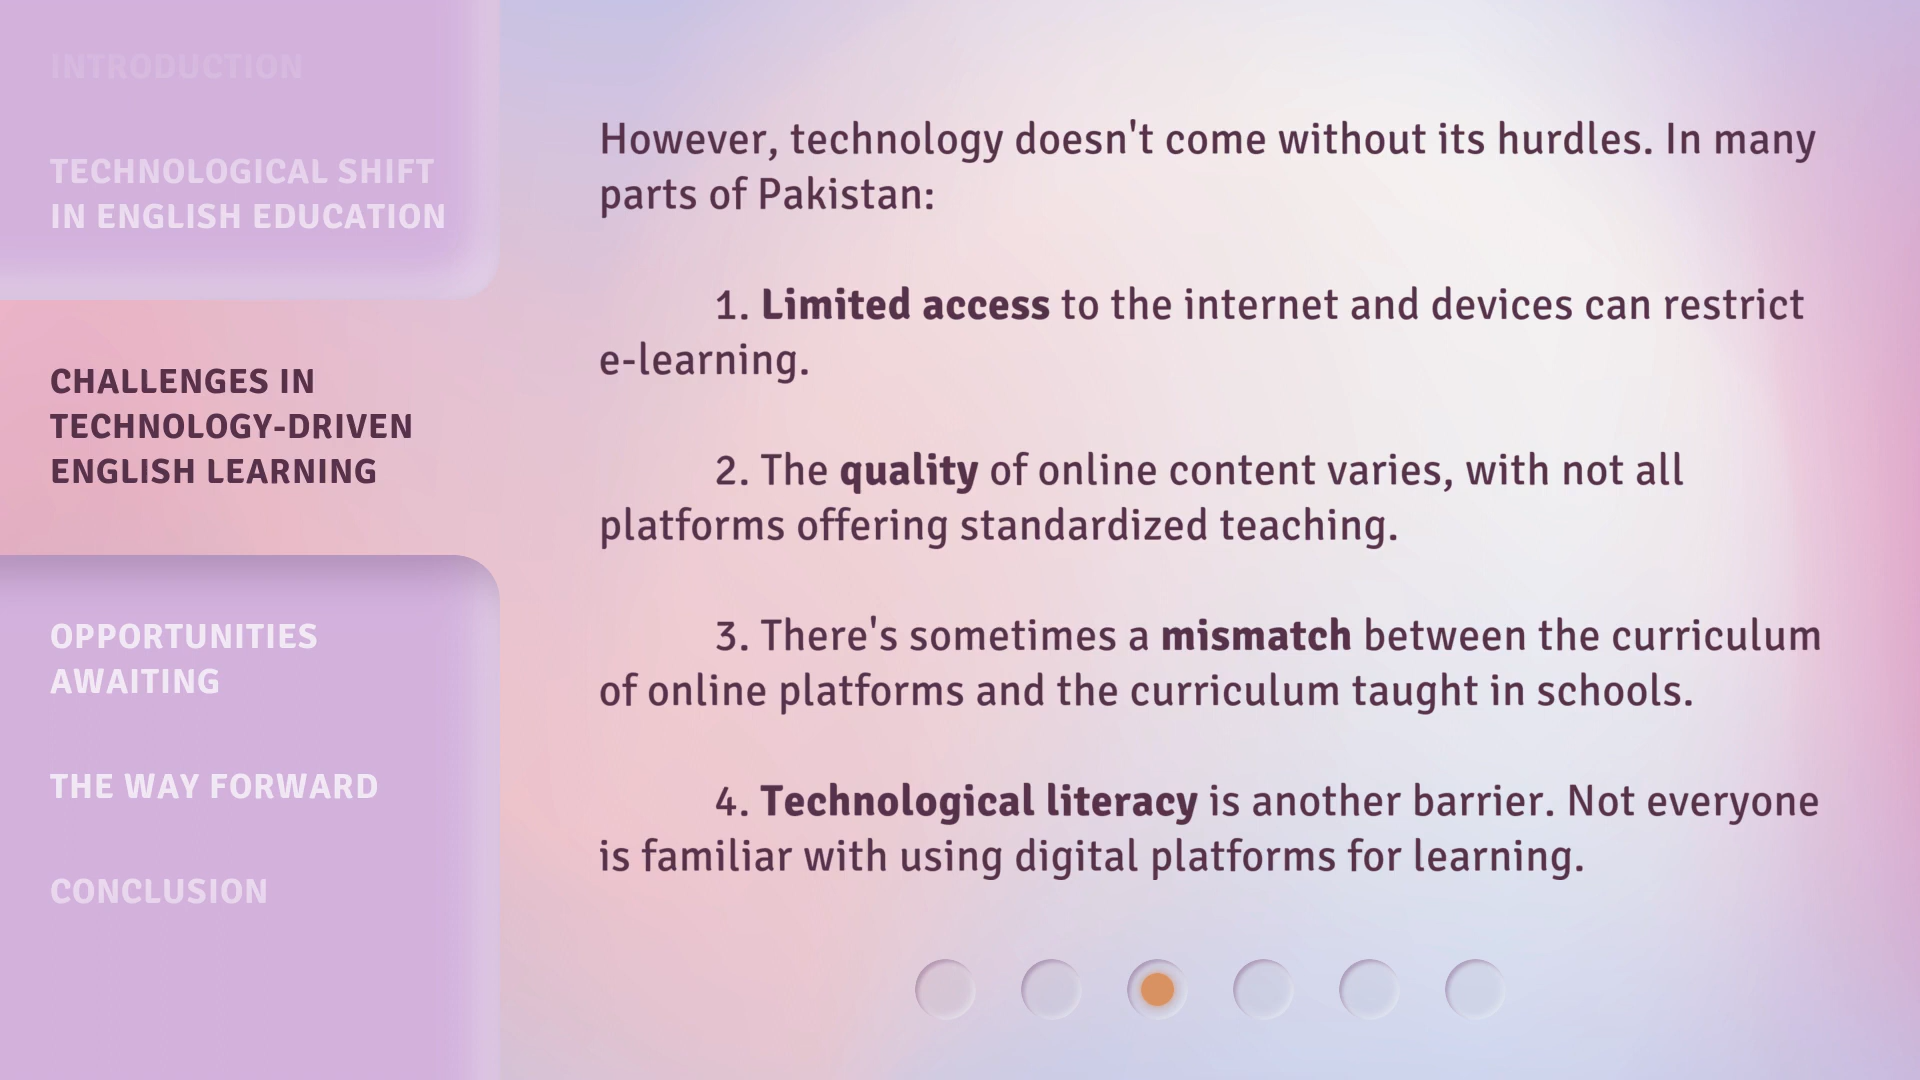 INTRODUCTION
TECHNOLOGICAL SHIFT
IN ENGLISH EDUCATION
CHALLENGES IN
TECHNOLOGY-DRIVEN
ENGLISH LEARNING
OPPORTUNITIES
AWAITING
THE WAY FORWARD
CONCLUSION
However, technology doesn't come without its hurdles. In many
parts of Pakistan:
1. Limited access to the internet and devices can restrict
e-learning.
2. The quality of online content varies, with not all
platforms offering standardized teaching.
3. There's sometimes a mismatch between the curriculum
of online platforms and the curriculum taught in schools.
4. Technological literacy is another barrier. Not everyone
is familiar with using digital platforms for learning.